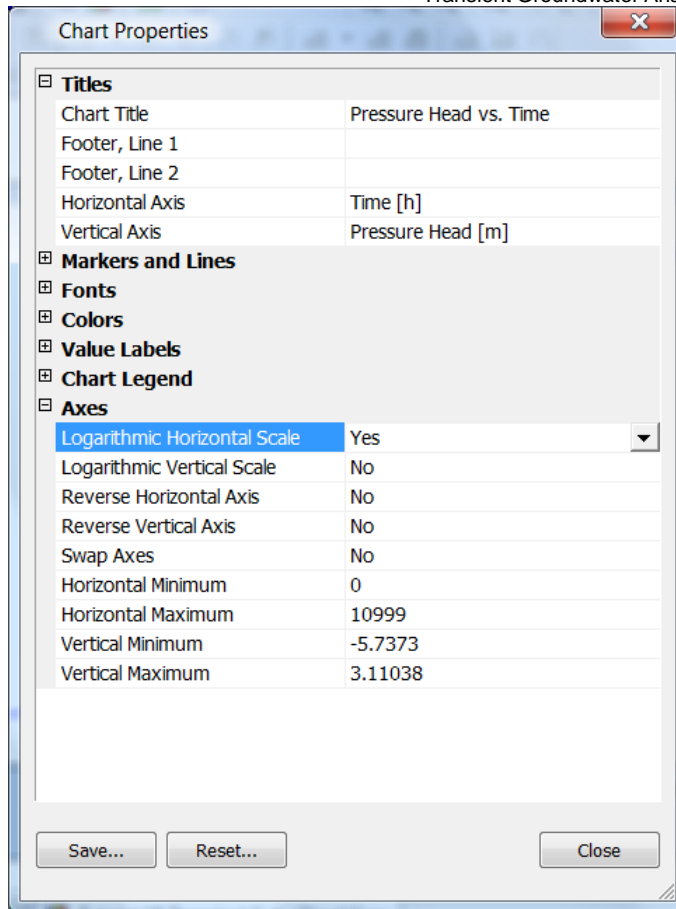 Transient Groundwater
Chart Properties
Titles
Chart Title Pressure Head vs. Time
Footer, Line 1
Footer, Line 2
Horizontal Axis Time [h]
Vertical Axis Pressure Head [m]
Markers and Lines
Fonts
Colors
Value Labels
Chart Legend
Axes
Logarithmic Horizontal Scale Yes
Logarithmic Vertical Scale No
Reverse Horizontal Axis No
Reverse Vertical Axis No
Swap Axes No
Horizontal Minimum 0
Horizontal Maximum 10999
Vertical Minimum -5.7373
Vertical Maximum 3.11038
Save... Reset... Close